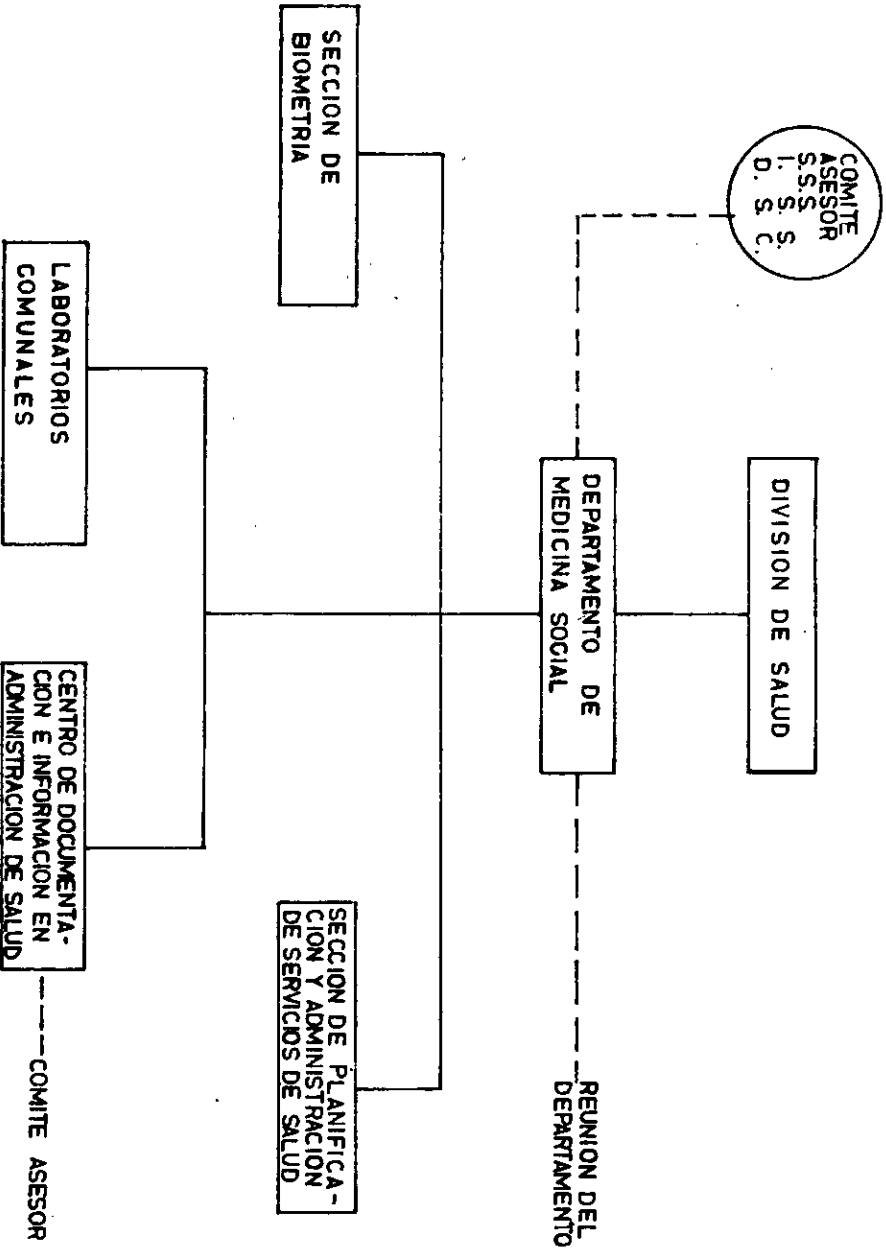 DIVISION DE SALUD
COMITE
ASESOR
S.S.S
I. S. S.
D. S. C.
DEPARTAMENTO DE
MEDICINA SOCIAL
REUNION DEL
DEPARTAMENTO
SECCION DE
BIOMETRIA
SECCION DE PLANIFICA-
CION Y ADMINISTRACION
DE SERVICIOS DE SALUD
LABORATORIOS
COMUNALES
CENTRO DE DOCUMENTA-
CION E INFORMACION EN
ADMINISTRACION DE SALUD
COMITE ASESOR